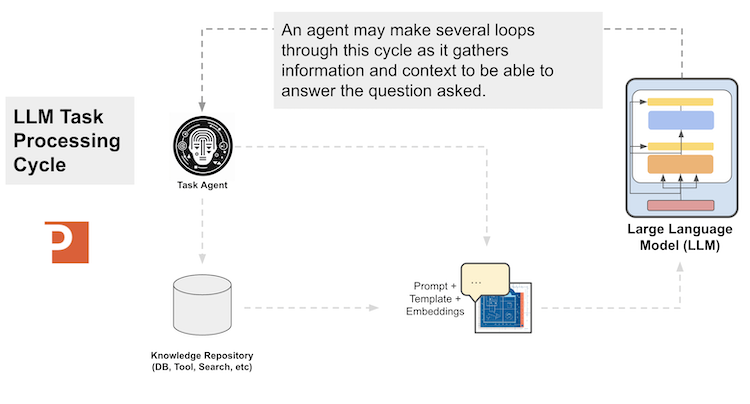 An agent may make several loops
through this cycle as it gathers
information and context to be able to
answer the question asked.
LLM Task
Processing
Cycle
Task Agent
P
Large Language
Model (LLM)
Prompt +
Template +
Embeddings
...
Knowledge Repository
(DB, Tool, Search, etc)